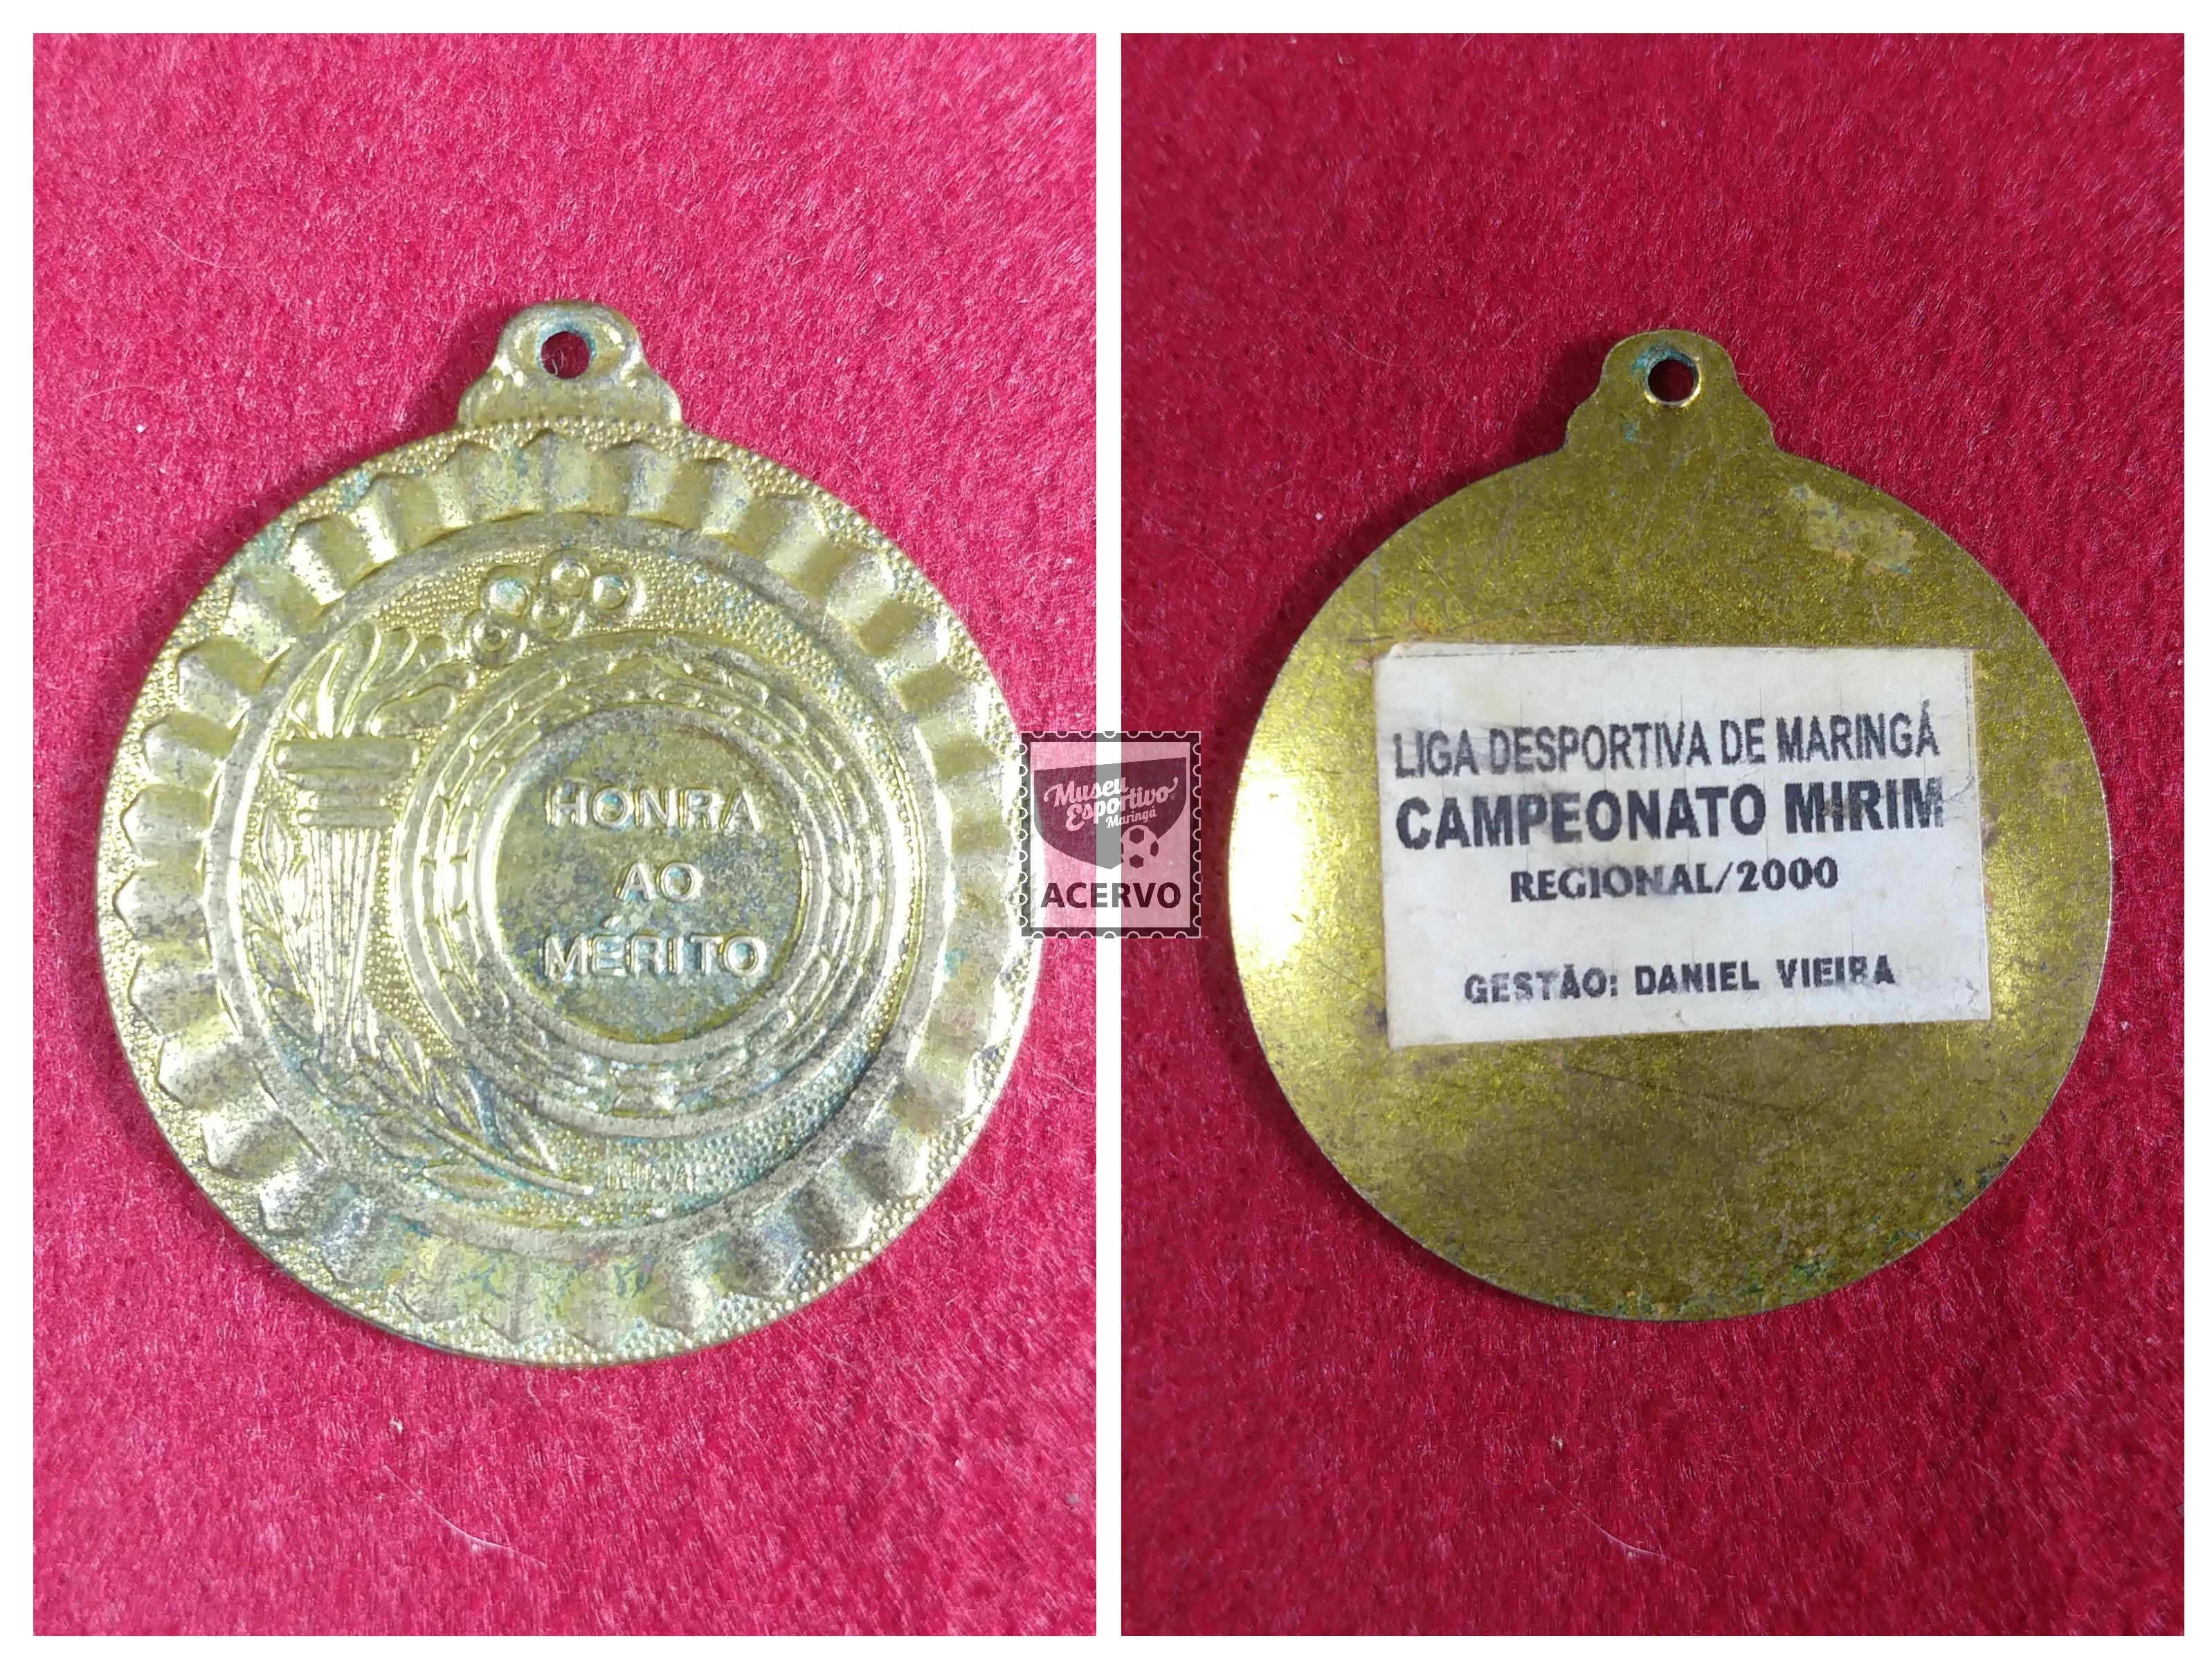 HONRA
AO
MÉRITO
Museu
Esportivo
Maringá
ACERVO
LIGA DESPORTIVA DE MARINGÁ
CAMPEONATO MIRIM
REGIONAL/2000
GESTÃO: DANIEL VIEIRA